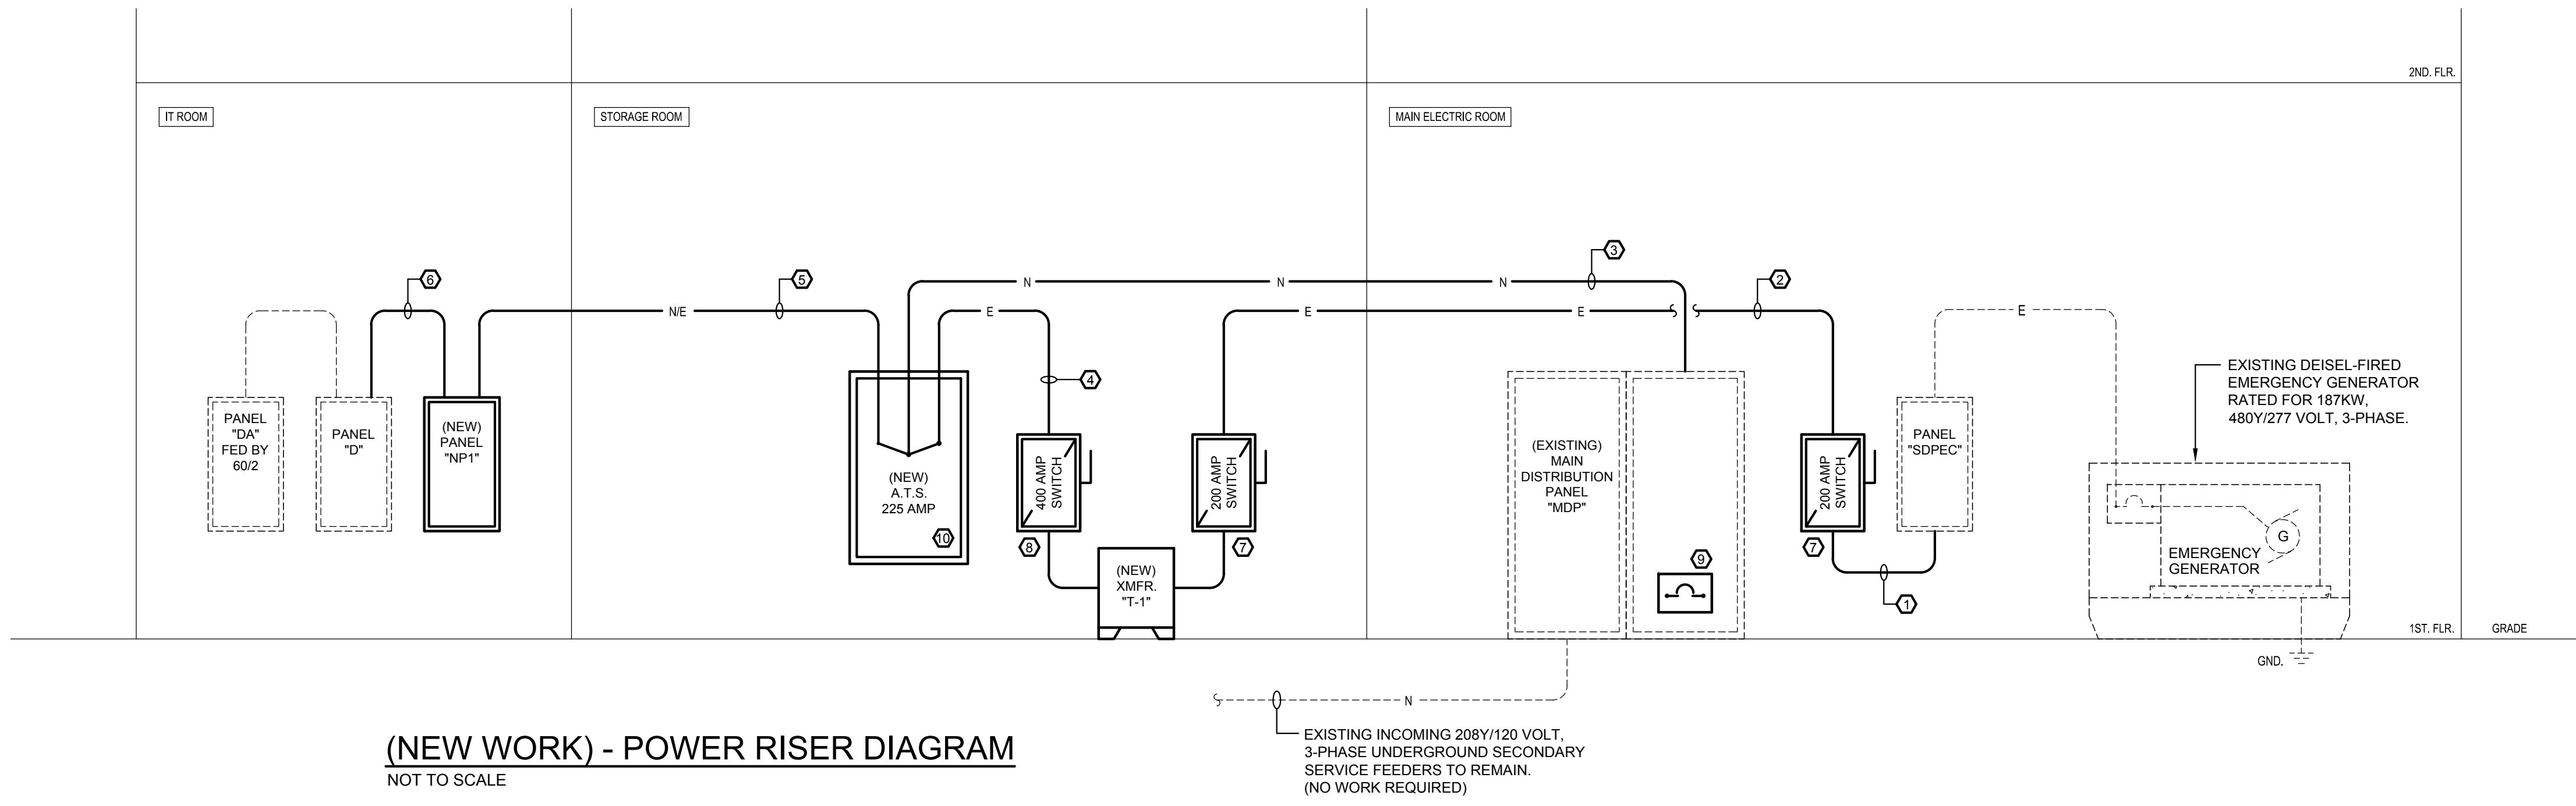 2ND. FLR.
IT ROOM
STORAGE ROOM
MAIN ELECTRIC ROOM
3
6
5
2
N
N
N
N/E
E
E
E
E
4
EXISTING DEISEL-FIRED
EMERGENCY GENERATOR
RATED FOR 187KW,
480Y/277 VOLT, 3-PHASE.
PANEL
"DA"
FED BY
60/2
PANEL
"D"
(NEW)
PANEL
"NP1"
(NEW)
A.T.S.
225 AMP
10
400 AMP
SWITCH
8
(NEW)
XMFR.
"T-1"
200 AMP
SWITCH
7
(EXISTING)
MAIN
DISTRIBUTION
PANEL
"MDP"
9
200 AMP
SWITCH
7
PANEL
"SDPEC"
1
G
EMERGENCY
GENERATOR
1ST. FLR.
GRADE
GND.
N
EXISTING INCOMING 208Y/120 VOLT,
3-PHASE UNDERGROUND SECONDARY
SERVICE FEEDERS TO REMAIN.
(NO WORK REQUIRED)
(NEW WORK) - POWER RISER DIAGRAM
NOT TO SCALE